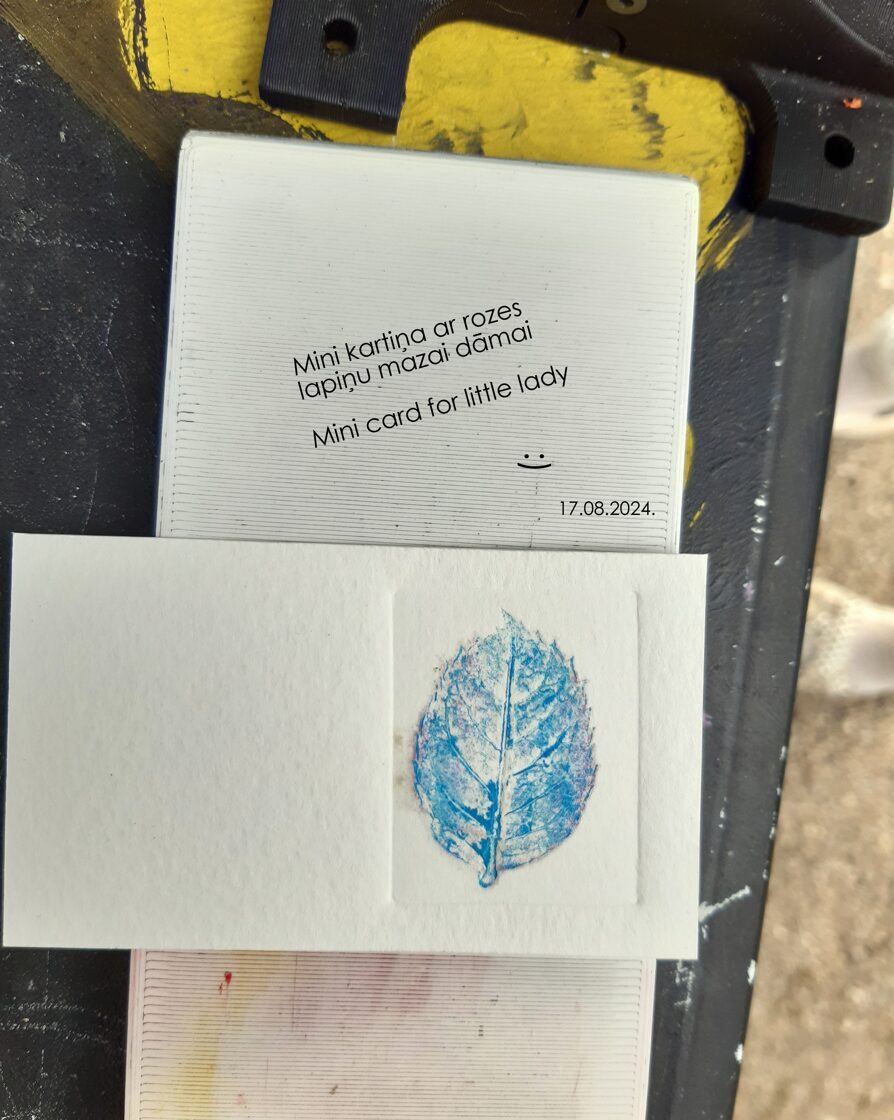 Mini kartiņa ar rozes
lapiņu mazai dāmai
Mini card for little lady
17.08.2024.